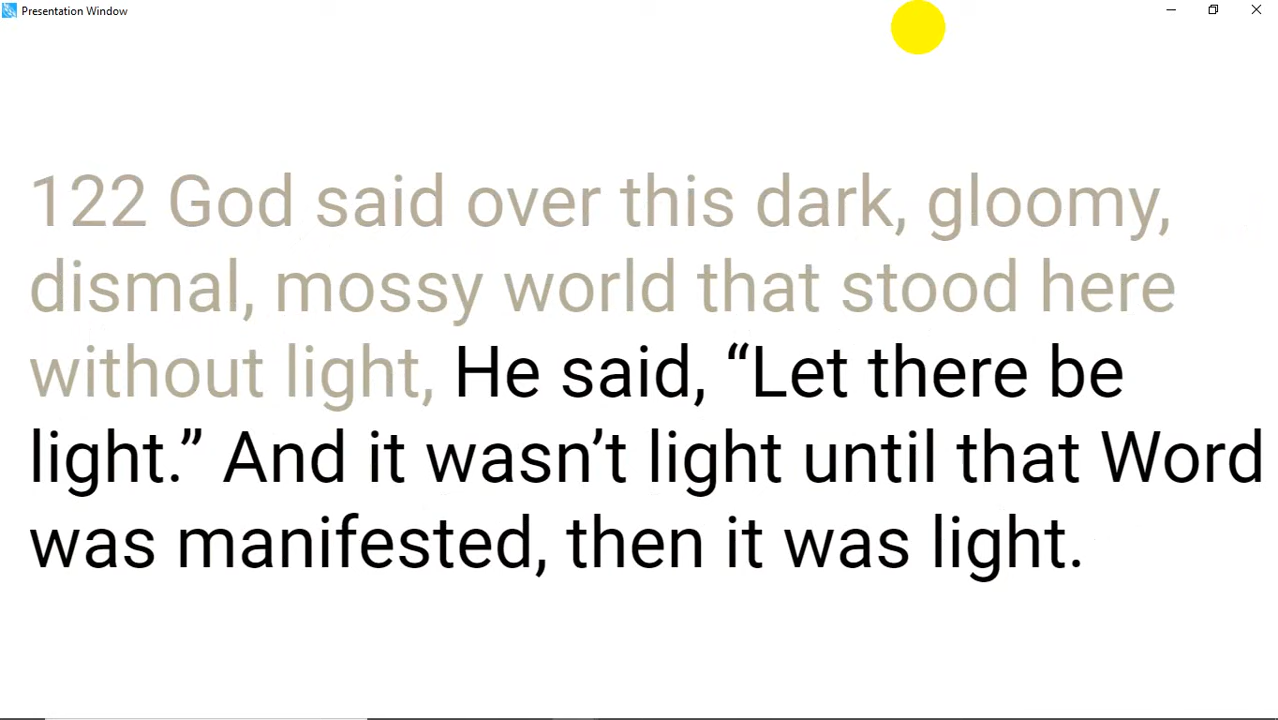 Presentation Window
122 God said over this dark, gloomy,
dismal, mossy world that stood here
without light, He said, “Let there be
light.” And it wasn’t light until that Word
was manifested, then it was light.